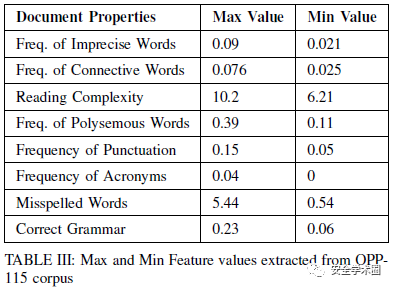 Document Properties Max Value Min Value
Freq. of Imprecise Words 0.09 0.021
Freq. of Connective Words 0.076 0.025
Reading Complexity 10.2 6.21
Freq. of Polysemous Words 0.39 0.11
Frequency of Punctuation 0.15 0.05
Frequency of Acronyms 0.04 0
Misspelled Words 5.44 0.54
Correct Grammar 0.23 0.06
TABLE III: Max and Min Feature values extracted from OPP-
115 corpus
安全学术圈